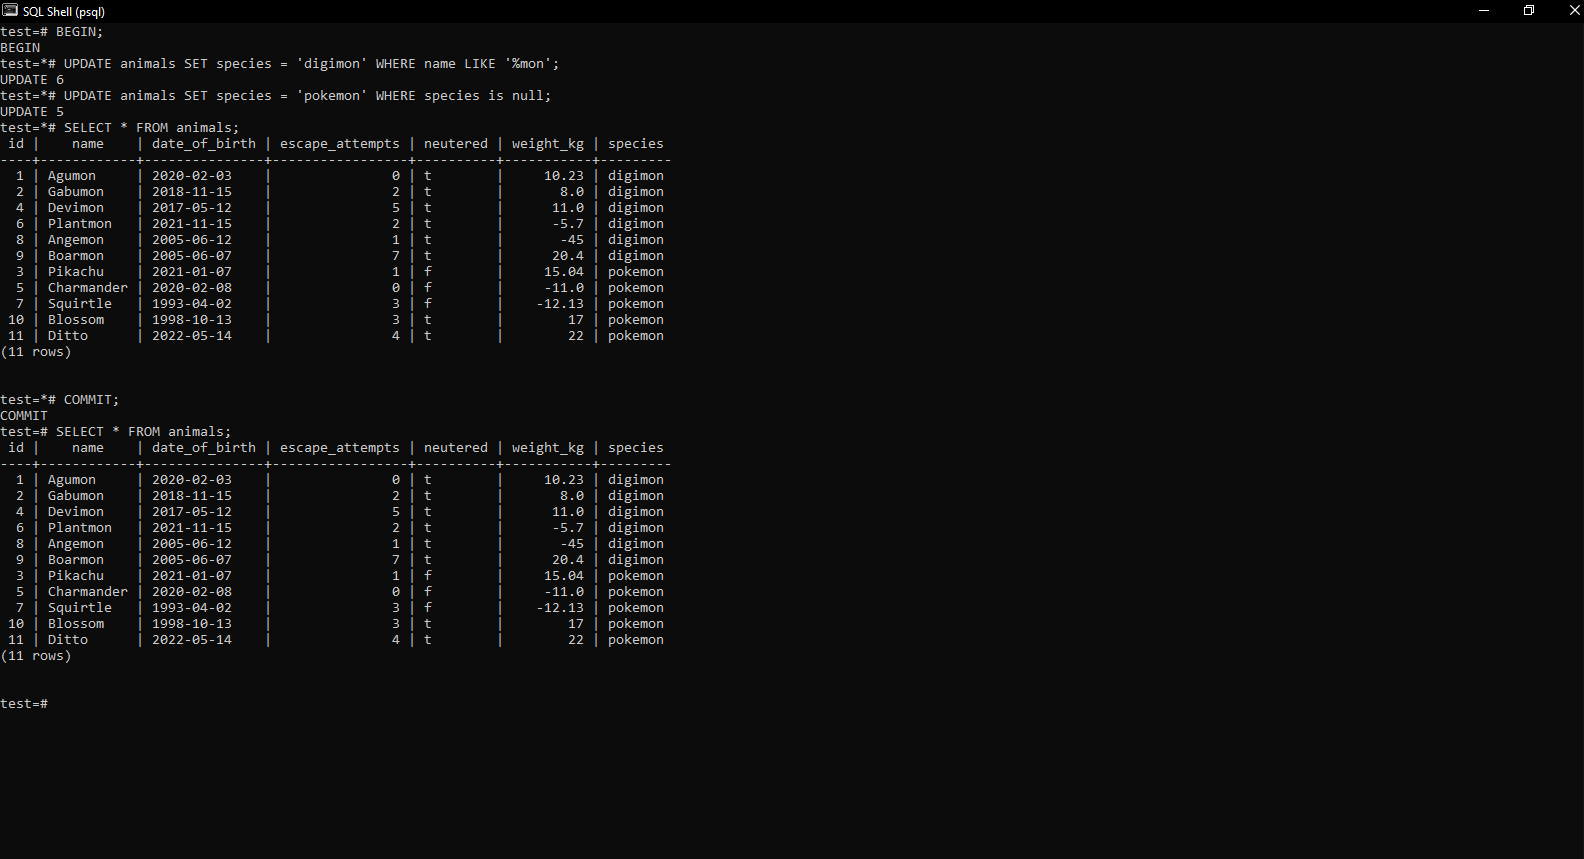 SQL Shell (psql)
test=# BEGIN;
BEGIN
test=*# UPDATE animals SET species = 'digimon' WHERE name LIKE '%mon';
UPDATE 6
test=*# UPDATE animals SET species = 'pokemon' WHERE species is null;
UPDATE 5
test=*# SELECT * FROM animals;
 id |    name    | date_of_birth | escape_attempts | neutered | weight_kg | species
----+------------+---------------+-----------------+----------+-----------+---------
  1 | Agumon     | 2020-02-03    |               0 | t        |     10.23 | digimon
  2 | Gabumon    | 2018-11-15    |               2 | t        |       8.0 | digimon
  4 | Devimon    | 2017-05-12    |               5 | t        |      11.0 | digimon
  6 | Plantmon   | 2021-11-15    |               2 | t        |      -5.7 | digimon
  8 | Angemon    | 2005-06-12    |               1 | t        |       -45 | digimon
  9 | Boarmon    | 2005-06-07    |               7 | t        |      20.4 | digimon
  3 | Pikachu    | 2021-01-07    |               1 | f        |     15.04 | pokemon
  5 | Charmander | 2020-02-08    |               0 | f        |     -11.0 | pokemon
  7 | Squirtle   | 1993-04-02    |               3 | f        |    -12.13 | pokemon
 10 | Blossom    | 1998-10-13    |               3 | t        |        17 | pokemon
 11 | Ditto      | 2022-05-14    |               4 | t        |        22 | pokemon
(11 rows)
test=*# COMMIT;
COMMIT
test=# SELECT * FROM animals;
 id |    name    | date_of_birth | escape_attempts | neutered | weight_kg | species
----+------------+---------------+-----------------+----------+-----------+---------
  1 | Agumon     | 2020-02-03    |               0 | t        |     10.23 | digimon
  2 | Gabumon    | 2018-11-15    |               2 | t        |       8.0 | digimon
  4 | Devimon    | 2017-05-12    |               5 | t        |      11.0 | digimon
  6 | Plantmon   | 2021-11-15    |               2 | t        |      -5.7 | digimon
  8 | Angemon    | 2005-06-12    |               1 | t        |       -45 | digimon
  9 | Boarmon    | 2005-06-07    |               7 | t        |      20.4 | digimon
  3 | Pikachu    | 2021-01-07    |               1 | f        |     15.04 | pokemon
  5 | Charmander | 2020-02-08    |               0 | f        |     -11.0 | pokemon
  7 | Squirtle   | 1993-04-02    |               3 | f        |    -12.13 | pokemon
 10 | Blossom    | 1998-10-13    |               3 | t        |        17 | pokemon
 11 | Ditto      | 2022-05-14    |               4 | t        |        22 | pokemon
(11 rows)
test=#